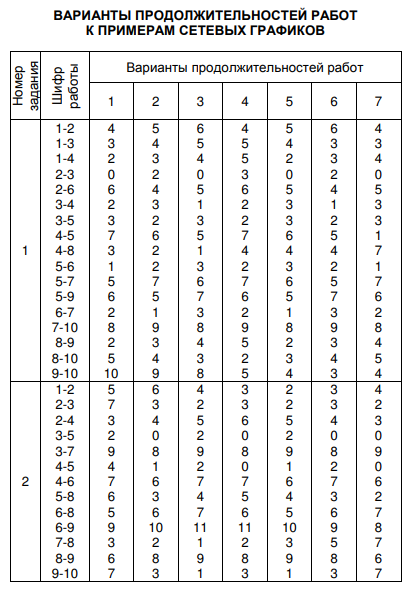 ВАРИАНТЫ ПРОДОЛЖИТЕЛЬНОСТЕЙ РАБОТ
К ПРИМЕРАМ СЕТЕВЫХ ГРАФИКОВ
Номер задания Шифр работы Варианты продолжительностей работ
1 2 3 4 5 6 7
1
1-2 4 5 6 4 5 6 4
1-3 3 4 5 5 4 3 3
1-4 2 3 4 5 2 3 4
2-3 0 2 0 3 0 2 0
2-6 6 4 5 6 5 4 5
3-4 2 3 1 2 3 1 3
3-5 3 2 3 2 3 2 3
4-5 7 6 5 7 6 5 1
4-8 3 2 1 4 4 4 7
5-6 1 2 3 2 3 2 1
5-7 5 7 6 7 6 5 7
5-9 6 5 7 6 5 7 6
6-7 2 1 3 2 1 3 2
7-10 8 9 8 9 8 9 8
8-9 2 3 4 5 2 3 4
8-10 5 4 3 2 3 4 5
9-10 10 9 8 5 4 3 4
2
1-2 5 6 4 3 2 3 4
2-3 7 3 2 3 2 3 2
2-4 3 4 5 6 5 4 3
3-5 2 0 2 0 2 0 0
3-7 9 8 9 8 9 8 9
4-5 4 1 2 0 1 2 0
4-6 7 6 7 7 6 7 6
5-8 6 3 4 5 4 3 2
6-8 5 6 7 6 5 6 7
6-9 9 10 11 11 10 9 8
7-8 3 2 1 2 3 5 7
8-9 6 8 9 8 9 8 6
9-10 7 3 1 3 1 3 7